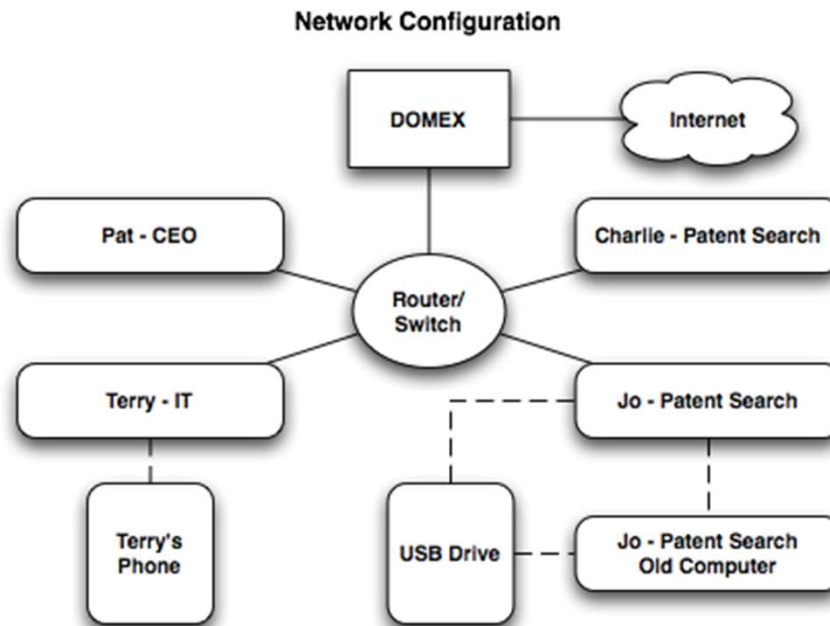 Network Configuration
DOMEX
Internet
Pat - CEO
Charlie - Patent Search
Router/
Switch
Terry - IT
Jo - Patent Search
Terry's
Phone
USB Drive
Jo - Patent Search
Old Computer